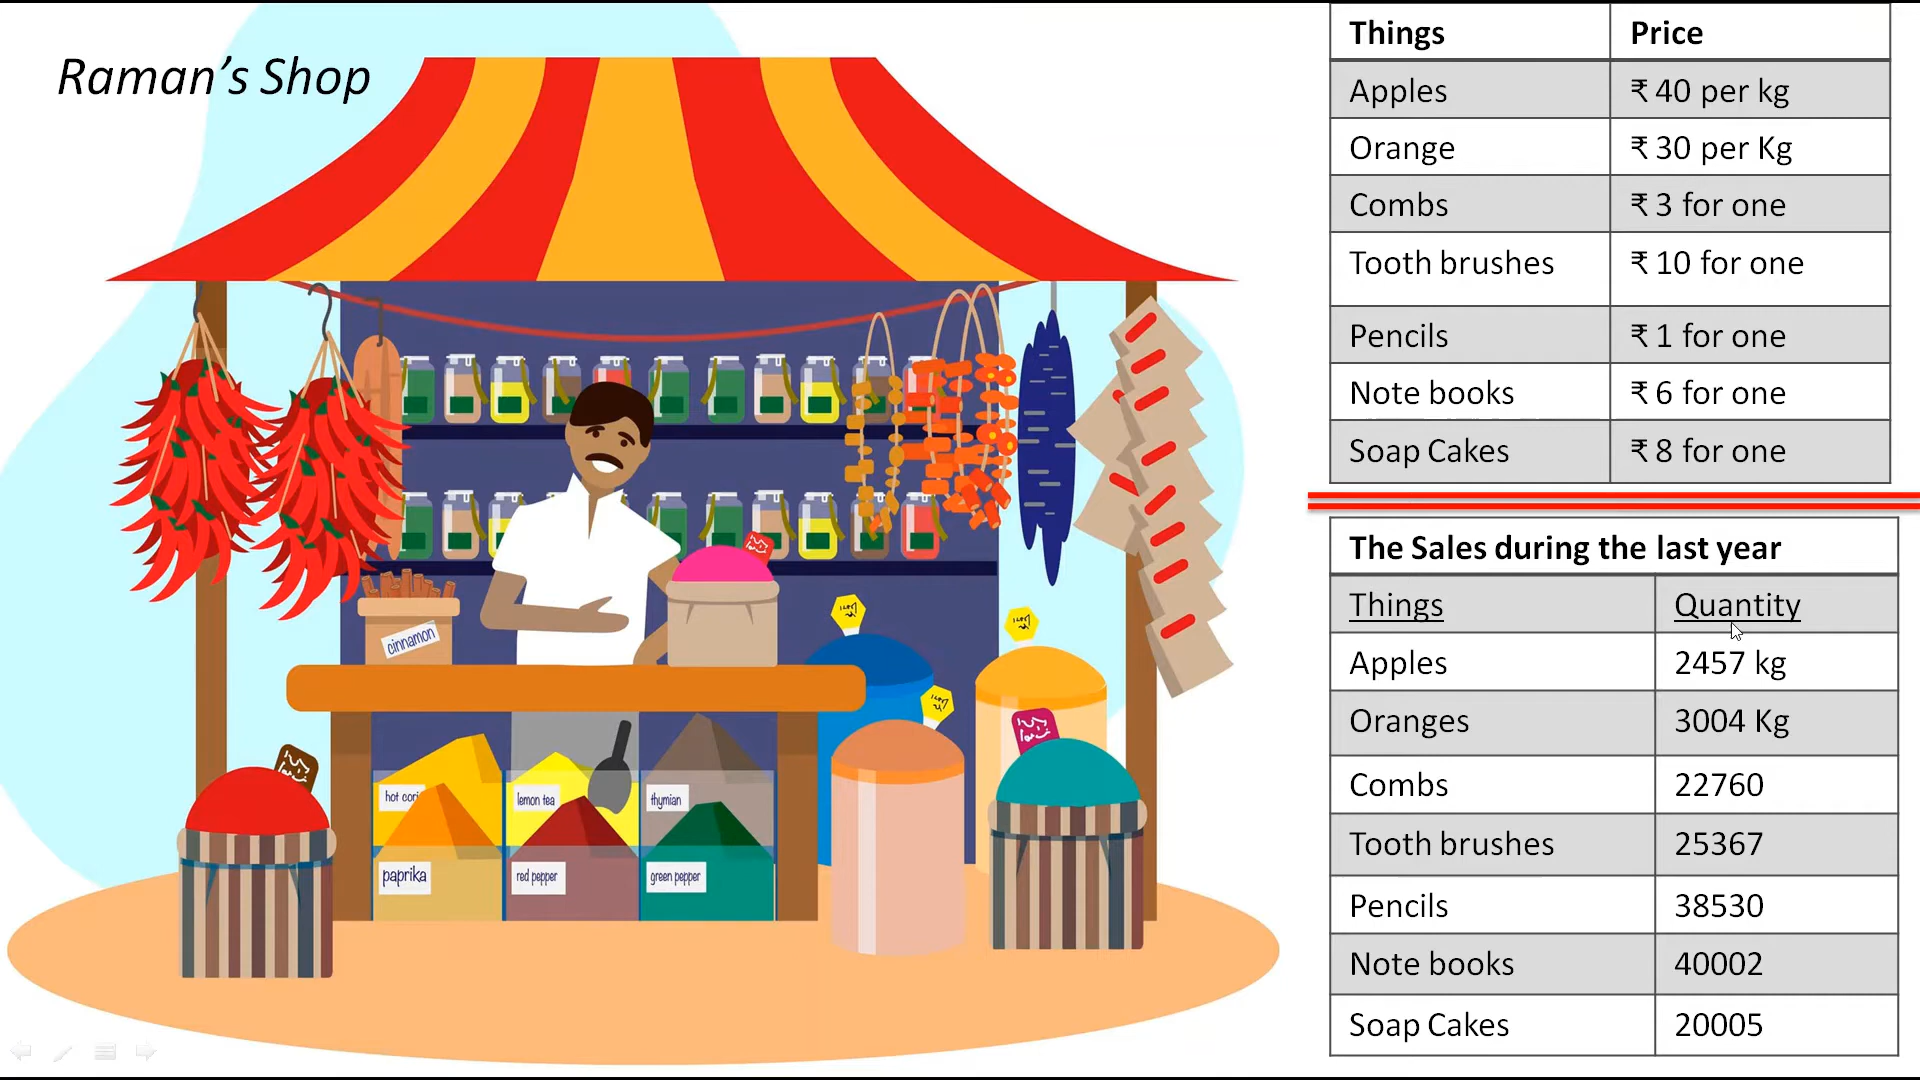 Raman's Shop
Things Price
Apples ₹ 40 per kg
Orange ₹ 30 per Kg
Combs ₹ 3 for one
Tooth brushes ₹ 10 for one
Pencils ₹ 1 for one
Note books ₹ 6 for one
Soap Cakes ₹ 8 for one
The Sales during the last year
Things Quantity
Apples 2457 kg
Oranges 3004 Kg
Combs 22760
Tooth brushes 25367
Pencils 38530
Note books 40002
Soap Cakes 20005
cinnamon
hot cori
lemon tea
thymian
paprika
red pepper
green pepper